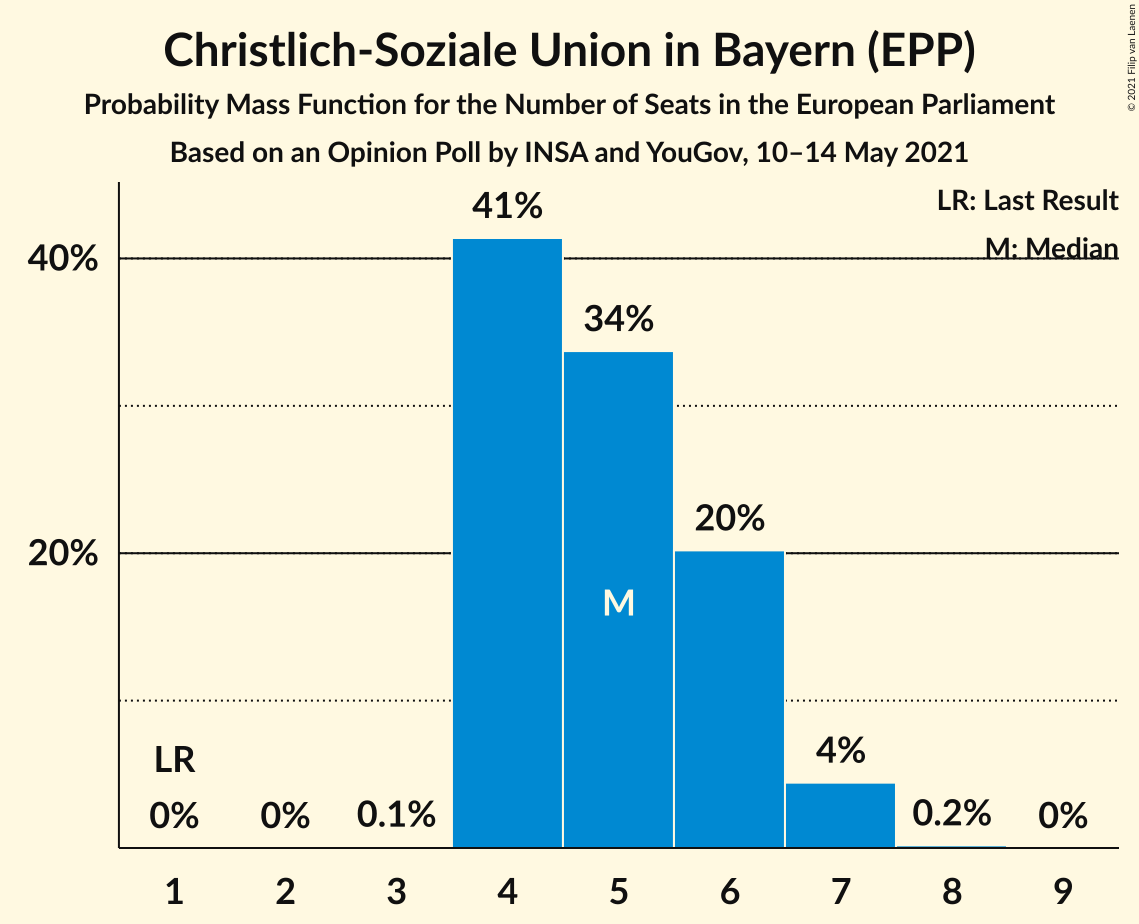 Christlich-Soziale Union in Bayern (EPP)
Probability Mass Function for the Number of Seats in the European Parliament
Based on an Opinion Poll by INSA and YouGov, 10–14 May 2021
© 2021 Filip van Laenen
LR: Last Result
M: Median
41%
40%
34%
20%
20%
M
LR
4%
0% 0% 0.1% 0.2% 0%
1 2 3 4 5 6 7 8 9